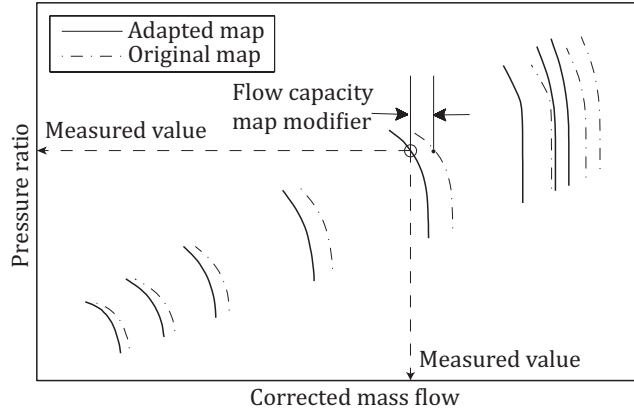 Adapted map
Original map
Flow capacity
map modifier
Measured value
Measured value
Pressure ratio
Corrected mass flow